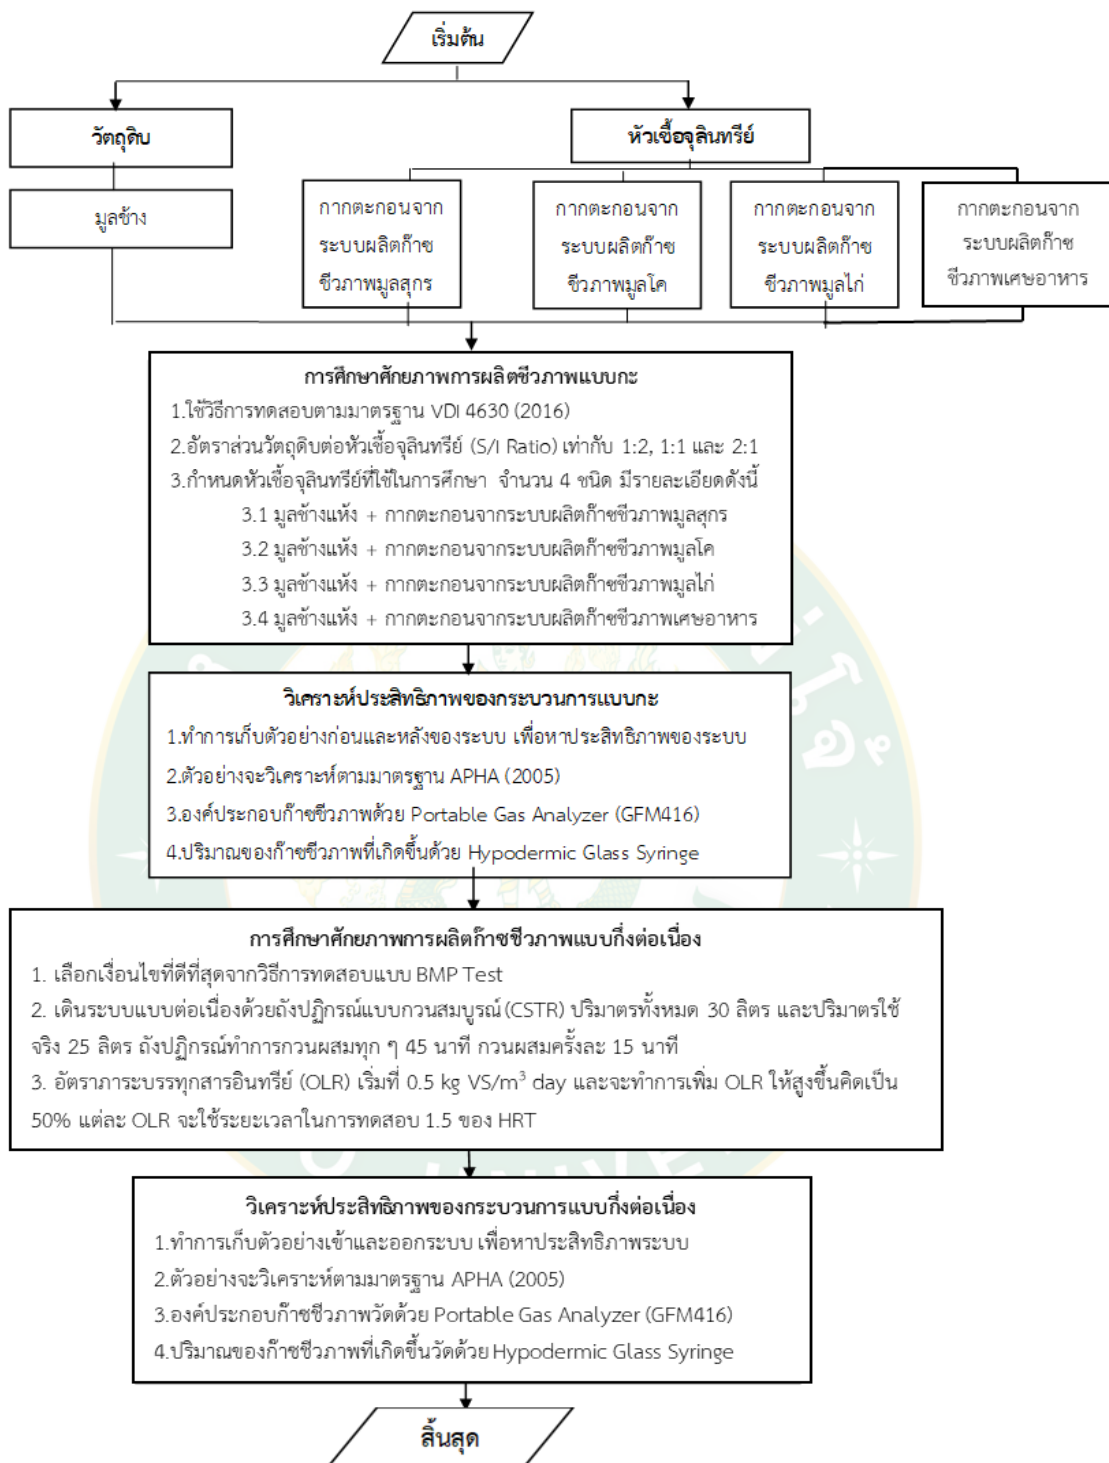 เริ่มต้น
วัตถุดิบ
หัวเชื้อจุลินทรีย์
มูลช้าง
กากตะกอนจาก
ระบบผลิตก๊าซ
ชีวภาพมูลสุกร
กากตะกอนจาก
ระบบผลิตก๊าซ
ชีวภาพมูลโค
กากตะกอนจาก
ระบบผลิตก๊าซ
ชีวภาพมูลไก่
กากตะกอนจาก
ระบบผลิตก๊าซ
ชีวภาพเศษอาหาร
การศึกษาศักยภาพการผลิตชีวภาพแบบกะ
1.ใช้วิธีการทดสอบตามมาตรฐาน VDI 4630 (2016)
2.อัตราส่วนวัตถุดิบต่อหัวเชื้อจุลินทรีย์ (S/I Ratio) เท่ากับ 1:2, 1:1 และ 2:1
3.กำหนดหัวเชื้อจุลินทรีย์ที่ใช้ในการศึกษา จำนวน 4 ชนิด มีรายละเอียดดังนี้
3.1 มูลช้างแห้ง + กากตะกอนจากระบบผลิตก๊าซชีวภาพมูลสุกร
3.2 มูลช้างแห้ง + กากตะกอนจากระบบผลิตก๊าซชีวภาพมูลโค
3.3 มูลช้างแห้ง + กากตะกอนจากระบบผลิตก๊าซชีวภาพมูลไก่
3.4 มูลช้างแห้ง + กากตะกอนจากระบบผลิตก๊าซชีวภาพเศษอาหาร
วิเคราะห์ประสิทธิภาพของกระบวนการแบบกะ
1.ทำการเก็บตัวอย่างก่อนและหลังของระบบ เพื่อหาประสิทธิภาพของระบบ
2.ตัวอย่างจะวิเคราะห์ตามมาตรฐาน APHA (2005)
3.องค์ประกอบก๊าซชีวภาพด้วย Portable Gas Analyzer (GFM416)
4.ปริมาณของก๊าซชีวภาพที่เกิดขึ้นด้วย Hypodermic Glass Syringe
การศึกษาศักยภาพการผลิตก๊าซชีวภาพแบบกึ่งต่อเนื่อง
1. เลือกเงื่อนไขที่ดีที่สุดจากวิธีการทดสอบแบบ BMP Test
2. เดินระบบแบบต่อเนื่องด้วยถังปฏิกรณ์แบบกวนสมบูรณ์ (CSTR) ปริมาตรทั้งหมด 30 ลิตร และปริมาตรใช้
จริง 25 ลิตร ถังปฏิกรณ์ทำการกวนผสมทุก ๆ 45 นาที กวนผสมครั้งละ 15 นาที
3. อัตราภาระบรรทุกสารอินทรีย์ (OLR) เริ่มที่ 0.5 kg VS/m³ day และจะทำการเพิ่ม OLR ให้สูงขึ้นคิดเป็น
50% แต่ละ OLR จะใช้ระยะเวลาในการทดสอบ 1.5 ของ HRT
วิเคราะห์ประสิทธิภาพของกระบวนการแบบกึ่งต่อเนื่อง
1.ทำการเก็บตัวอย่างเข้าและออกระบบ เพื่อหาประสิทธิภาพระบบ
2.ตัวอย่างจะวิเคราะห์ตามมาตรฐาน APHA (2005)
3.องค์ประกอบก๊าซชีวภาพวัดด้วย Portable Gas Analyzer (GFM416)
4.ปริมาณของก๊าซชีวภาพที่เกิดขึ้นวัดด้วย Hypodermic Glass Syringe
สิ้นสุด